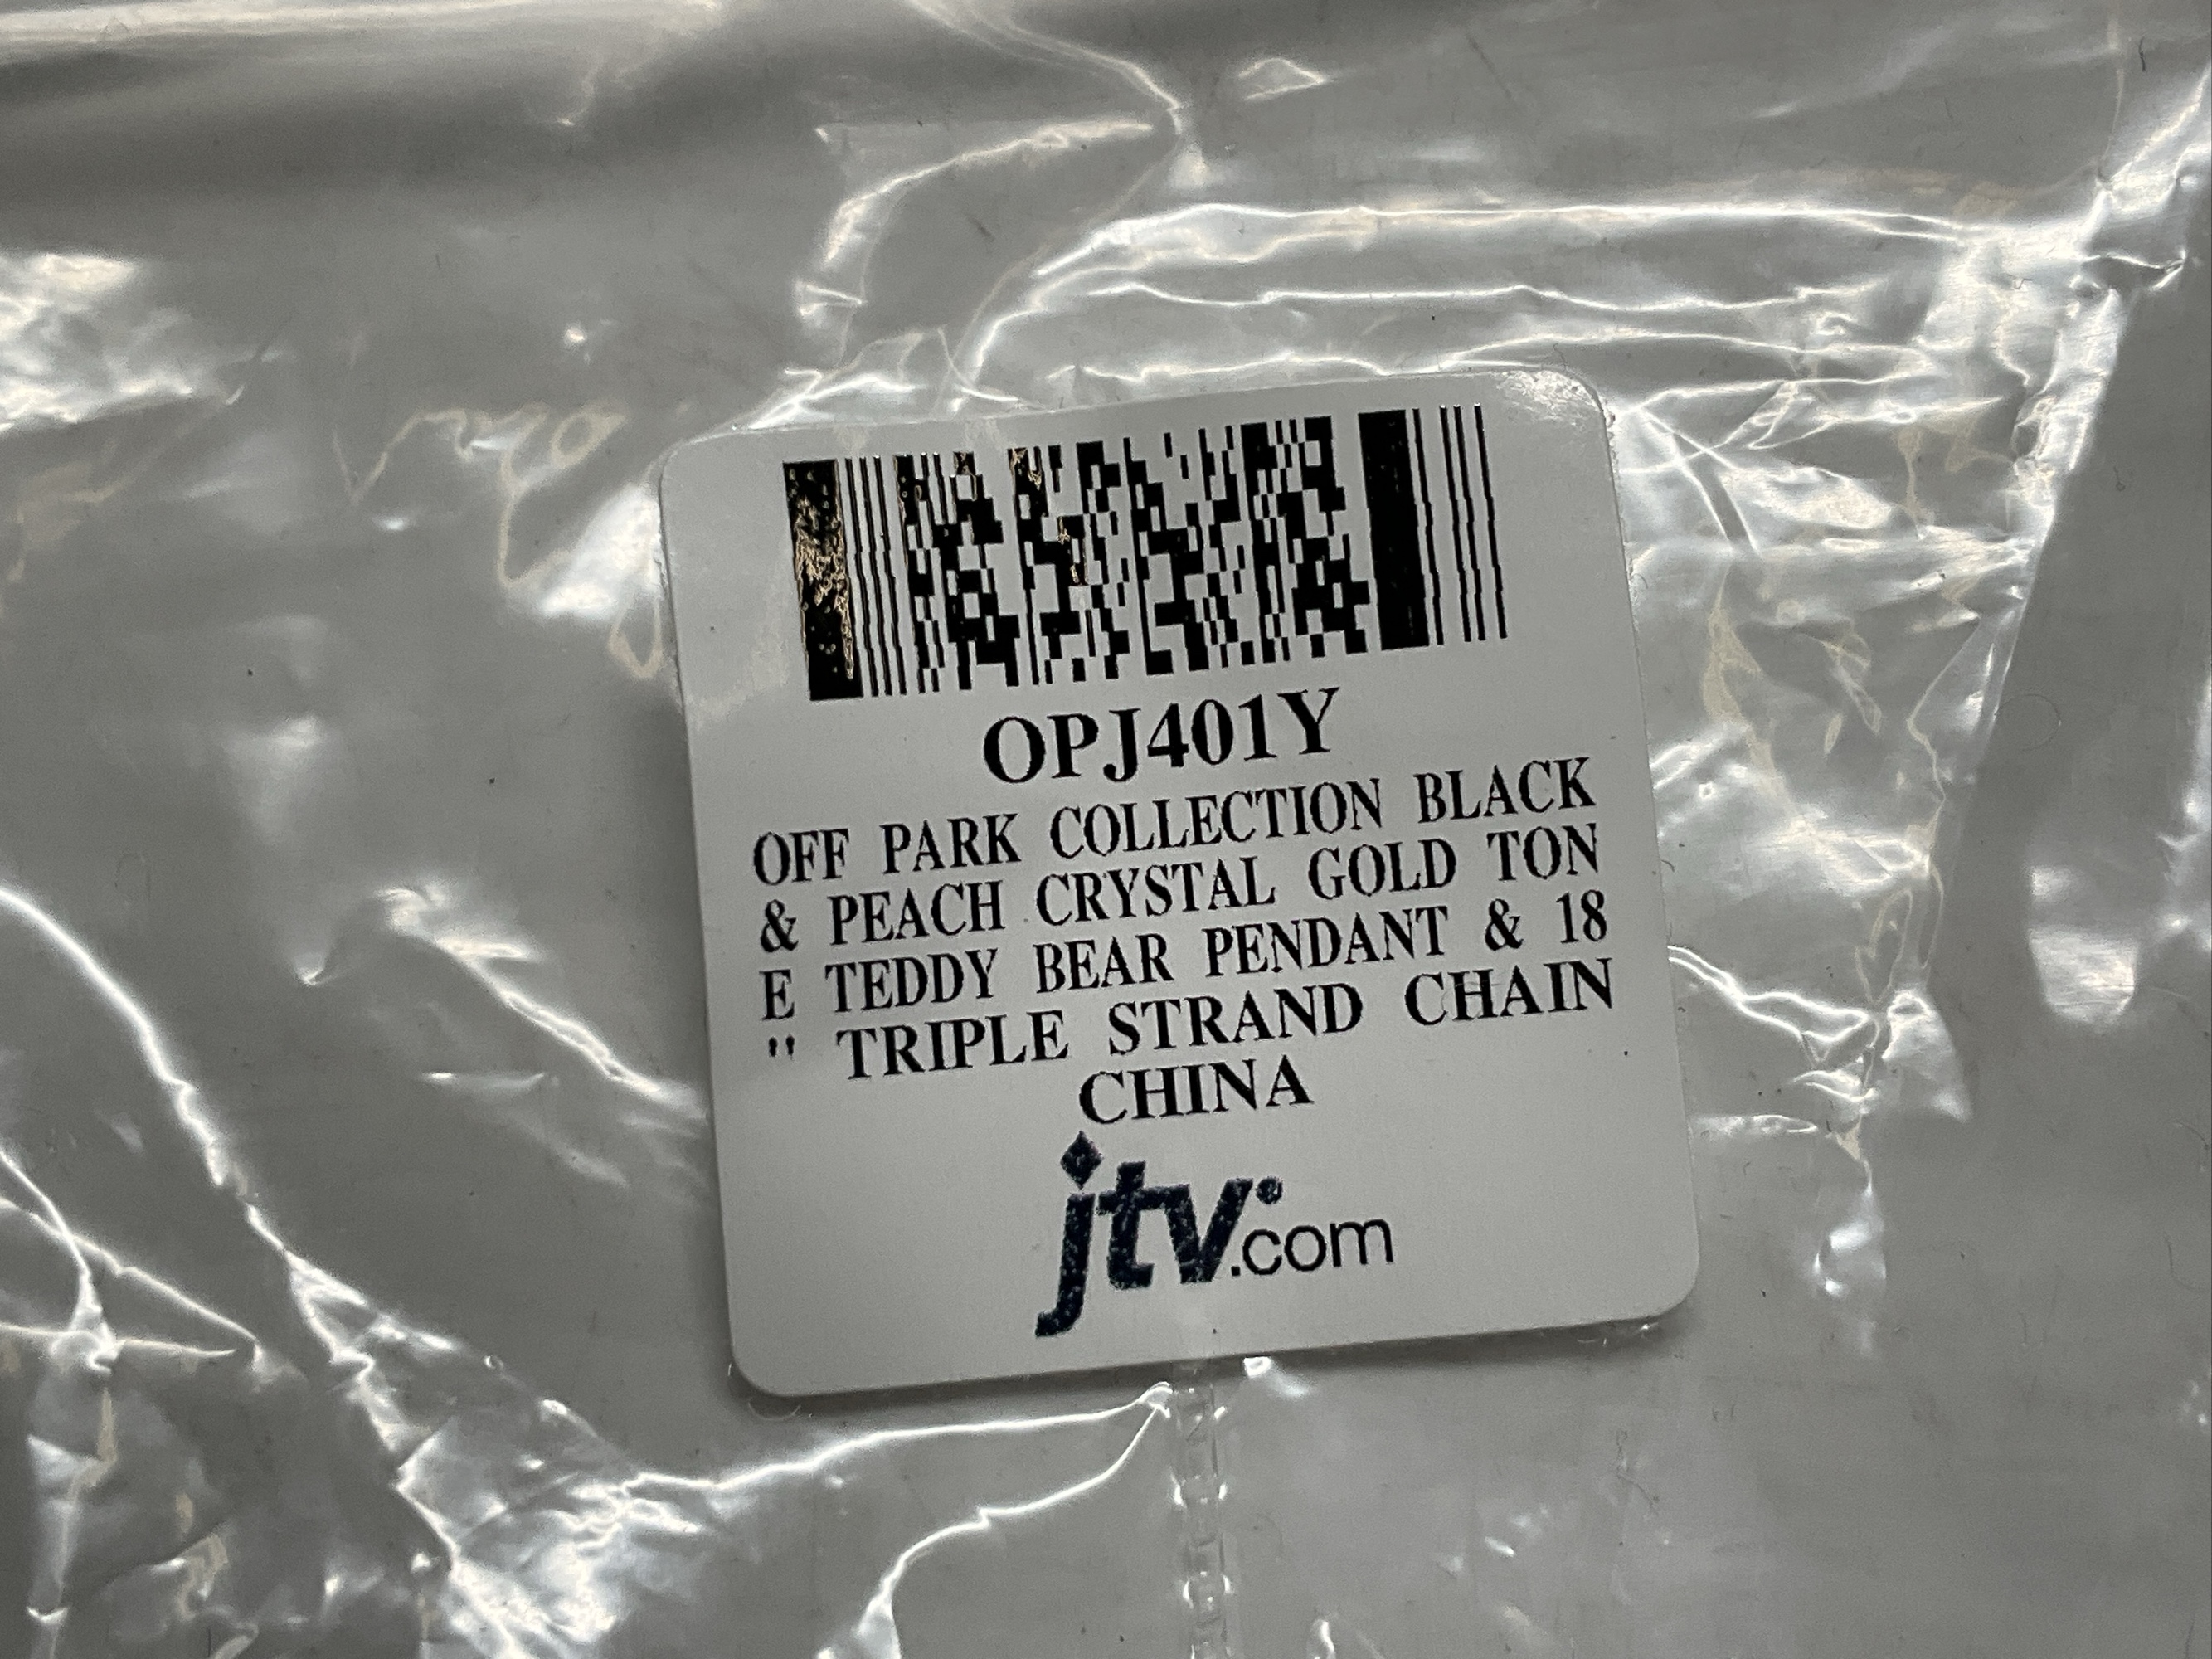 OPJ401Y
OFF PARK COLLECTION BLACK
& PEACH CRYSTAL GOLD TON
E TEDDY BEAR PENDANT & 18
" TRIPLE STRAND CHAIN
CHINA
jtv.com